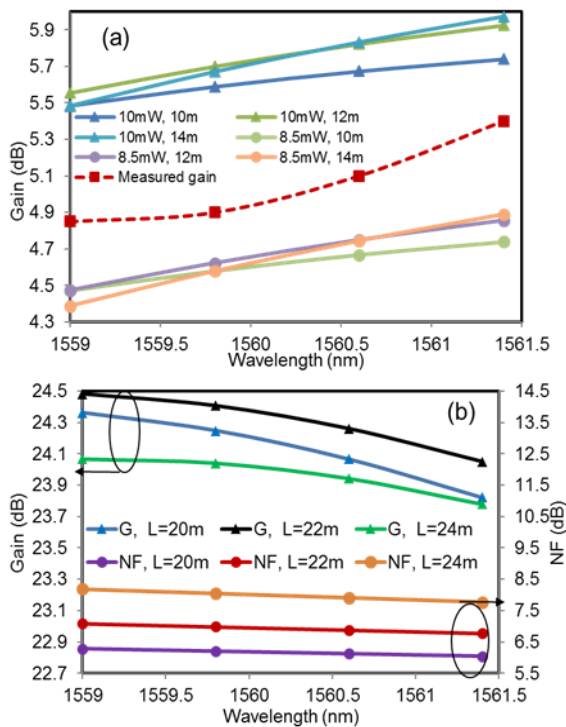 (a)
Gain (dB)
5.9
5.7
5.5
5.3
5.1
4.9
4.7
4.5
4.3
10mW, 10m
10mW, 12m
10mW, 14m
8.5mW, 10m
8.5mW, 12m
8.5mW, 14m
Measured gain
1559 1559.5 1560 1560.5 1561 1561.5
Wavelength (nm)
(b)
Gain (dB)
24.5
24.3
24.1
23.9
23.7
23.5
23.3
23.1
22.9
22.7
G, L=20m
G, L=22m
G, L=24m
NF, L=20m
NF, L=22m
NF, L=24m
14.5
13.5
12.5
11.5
10.5
9.5
8.5
7.5
6.5
5.5
NF (dB)
1559 1559.5 1560 1560.5 1561 1561.5
Wavelength (nm)